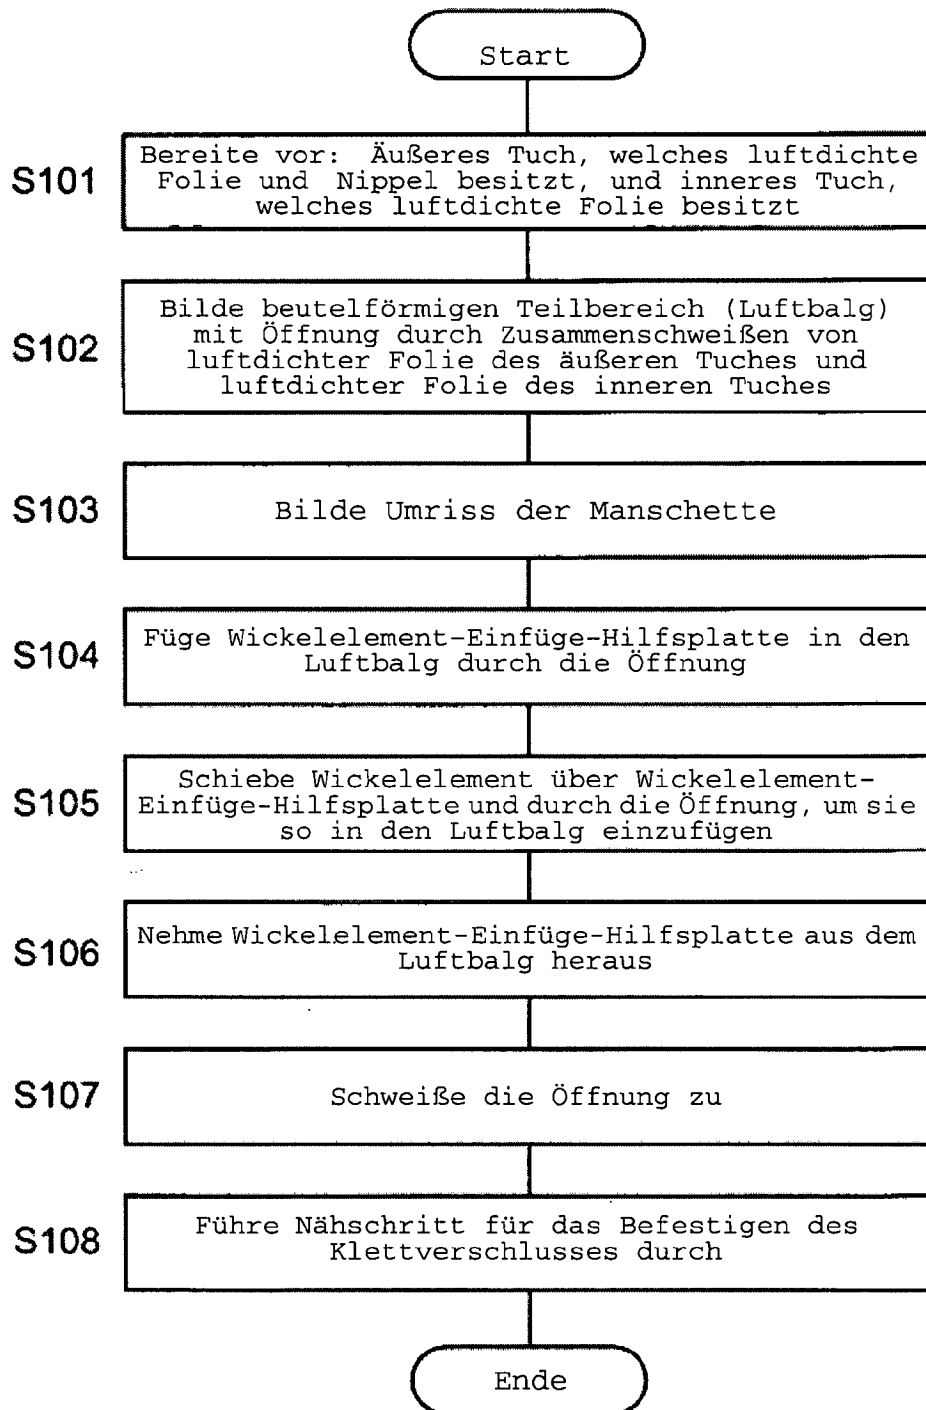 Start
S101
Bereite vor: Äußeres Tuch, welches luftdichte
Folie und Nippel besitzt, und inneres Tuch,
welches luftdichte Folie besitzt
S102
Bilde beutelförmigen Teilbereich (Luftbalg)
mit Öffnung durch Zusammenschweißen von
luftdichter Folie des äußeren Tuches und
luftdichter Folie des inneren Tuches
S103
Bilde Umriss der Manschette
S104
Füge Wickelelement-Einfüge-Hilfsplatte in den
Luftbalg durch die Öffnung
S105
Schiebe Wickelelement über Wickelelement-
Einfüge-Hilfsplatte und durch die Öffnung, um sie
so in den Luftbalg einzufügen
S106
Nehme Wickelelement-Einfüge-Hilfsplatte aus dem
Luftbalg heraus
S107
Schweiße die Öffnung zu
S108
Führe Nähschritt für das Befestigen des
Klettverschlusses durch
Ende